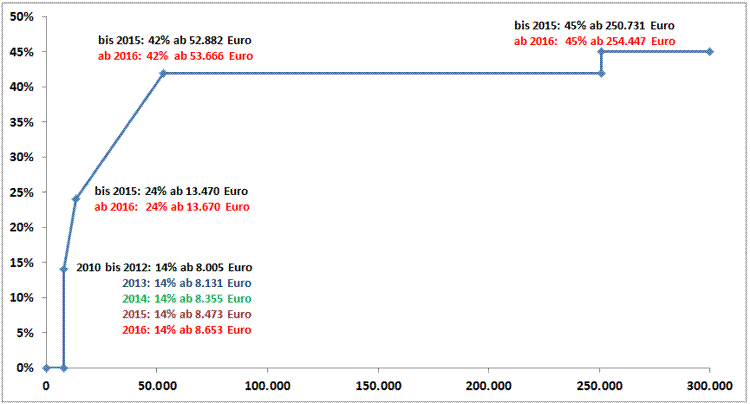 50%
45%
40%
35%
30%
25%
20%
15%
10%
5%
0%
bis 2015: 42% ab 52.882 Euro
ab 2016: 42% ab 53.666 Euro
bis 2015: 45% ab 250.731 Euro
ab 2016: 45% ab 254.447 Euro
bis 2015: 24% ab 13.470 Euro
ab 2016: 24% ab 13.670 Euro
2010 bis 2012: 14% ab 8.005 Euro
2013: 14% ab 8.131 Euro
2014: 14% ab 8.355 Euro
2015: 14% ab 8.473 Euro
2016: 14% ab 8.653 Euro
0 50.000 100.000 150.000 200.000 250.000 300.000